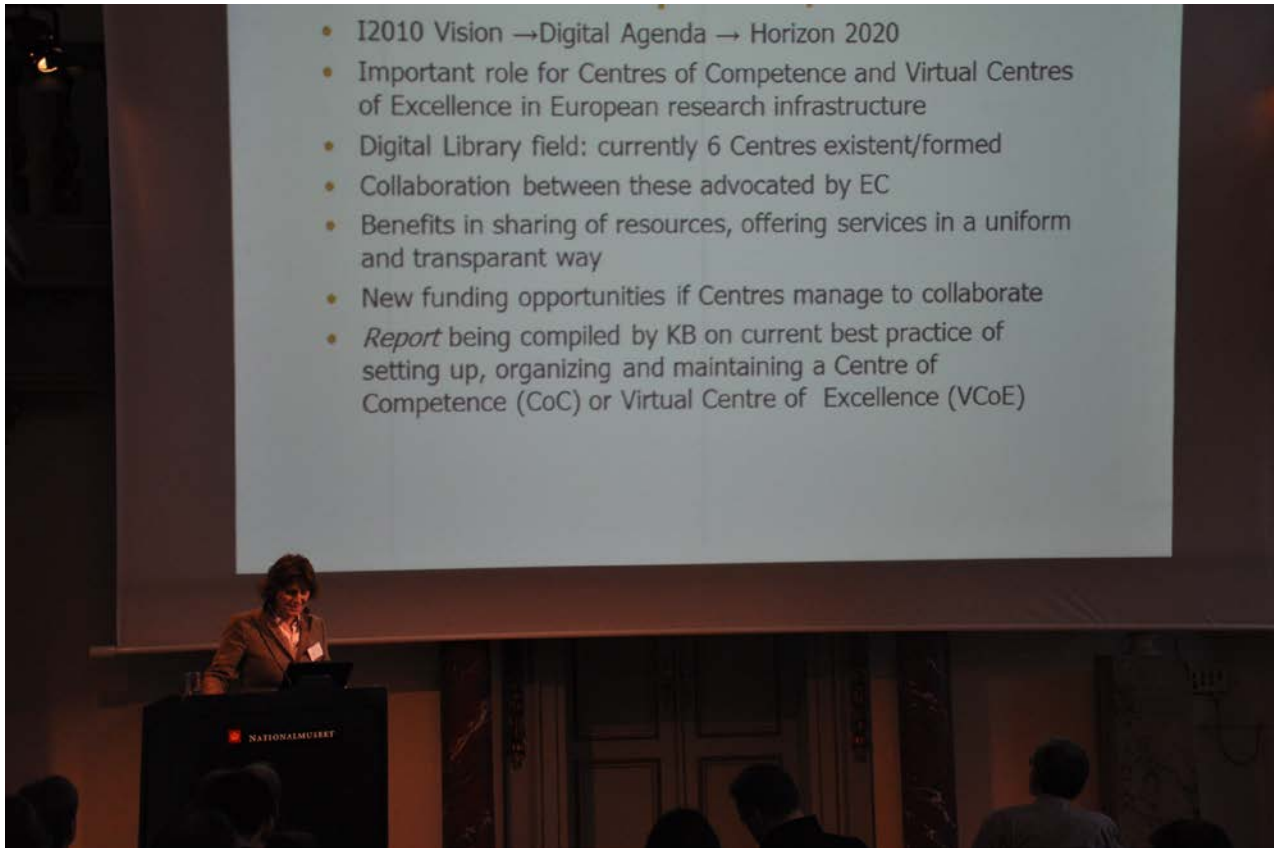 • I2010 Vision →Digital Agenda → Horizon 2020
• Important role for Centres of Competence and Virtual Centres
of Excellence in European research infrastructure
• Digital Library field: currently 6 Centres existent/formed
• Collaboration between these advocated by EC
• Benefits in sharing of resources, offering services in a uniform
and transparant way
• New funding opportunities if Centres manage to collaborate
• Report being compiled by KB on current best practice of
setting up, organizing and maintaining a Centre of
Competence (CoC) or Virtual Centre of Excellence (VCoE)
NATIONALMUSEET